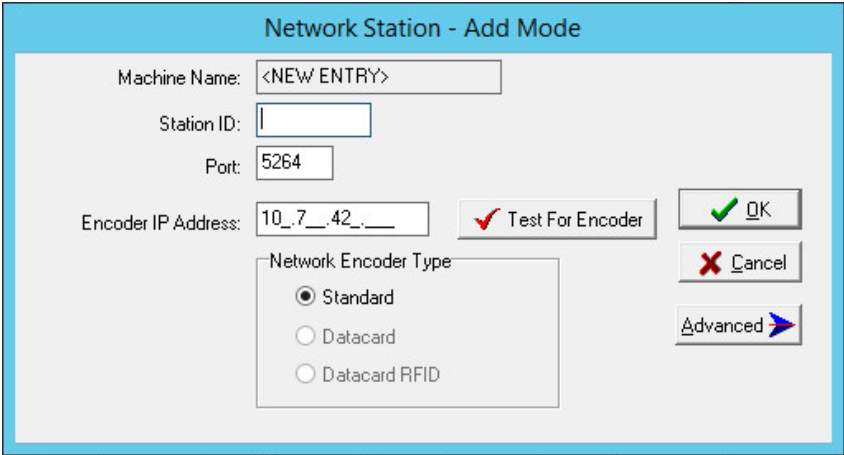 Network Station - Add Mode
Machine Name: <NEW ENTRY>
Station ID:
Port: 5264
Encoder IP Address: 10_.7__.42_.___ Test For Encoder
OK
Network Encoder Type
Cancel
Standard
Datacard
Advanced
Datacard RFID